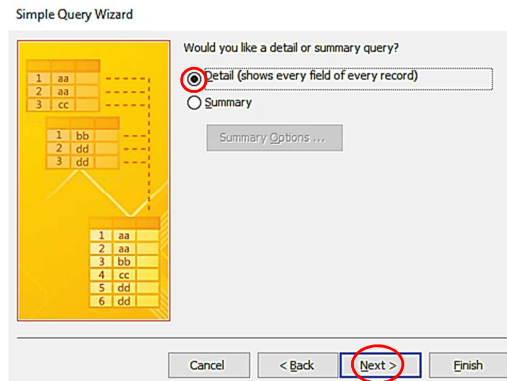 Simple Query Wizard
Would you like a detail or summary query?
Detail (shows every field of every record)
Summary
Summary Options ...
1 aa
2 aa
3 cc
1 bb
2 dd
3 dd
1 aa
2 aa
3 bb
4 cc
5 dd
6 dd
Cancel < Back Next > Finish